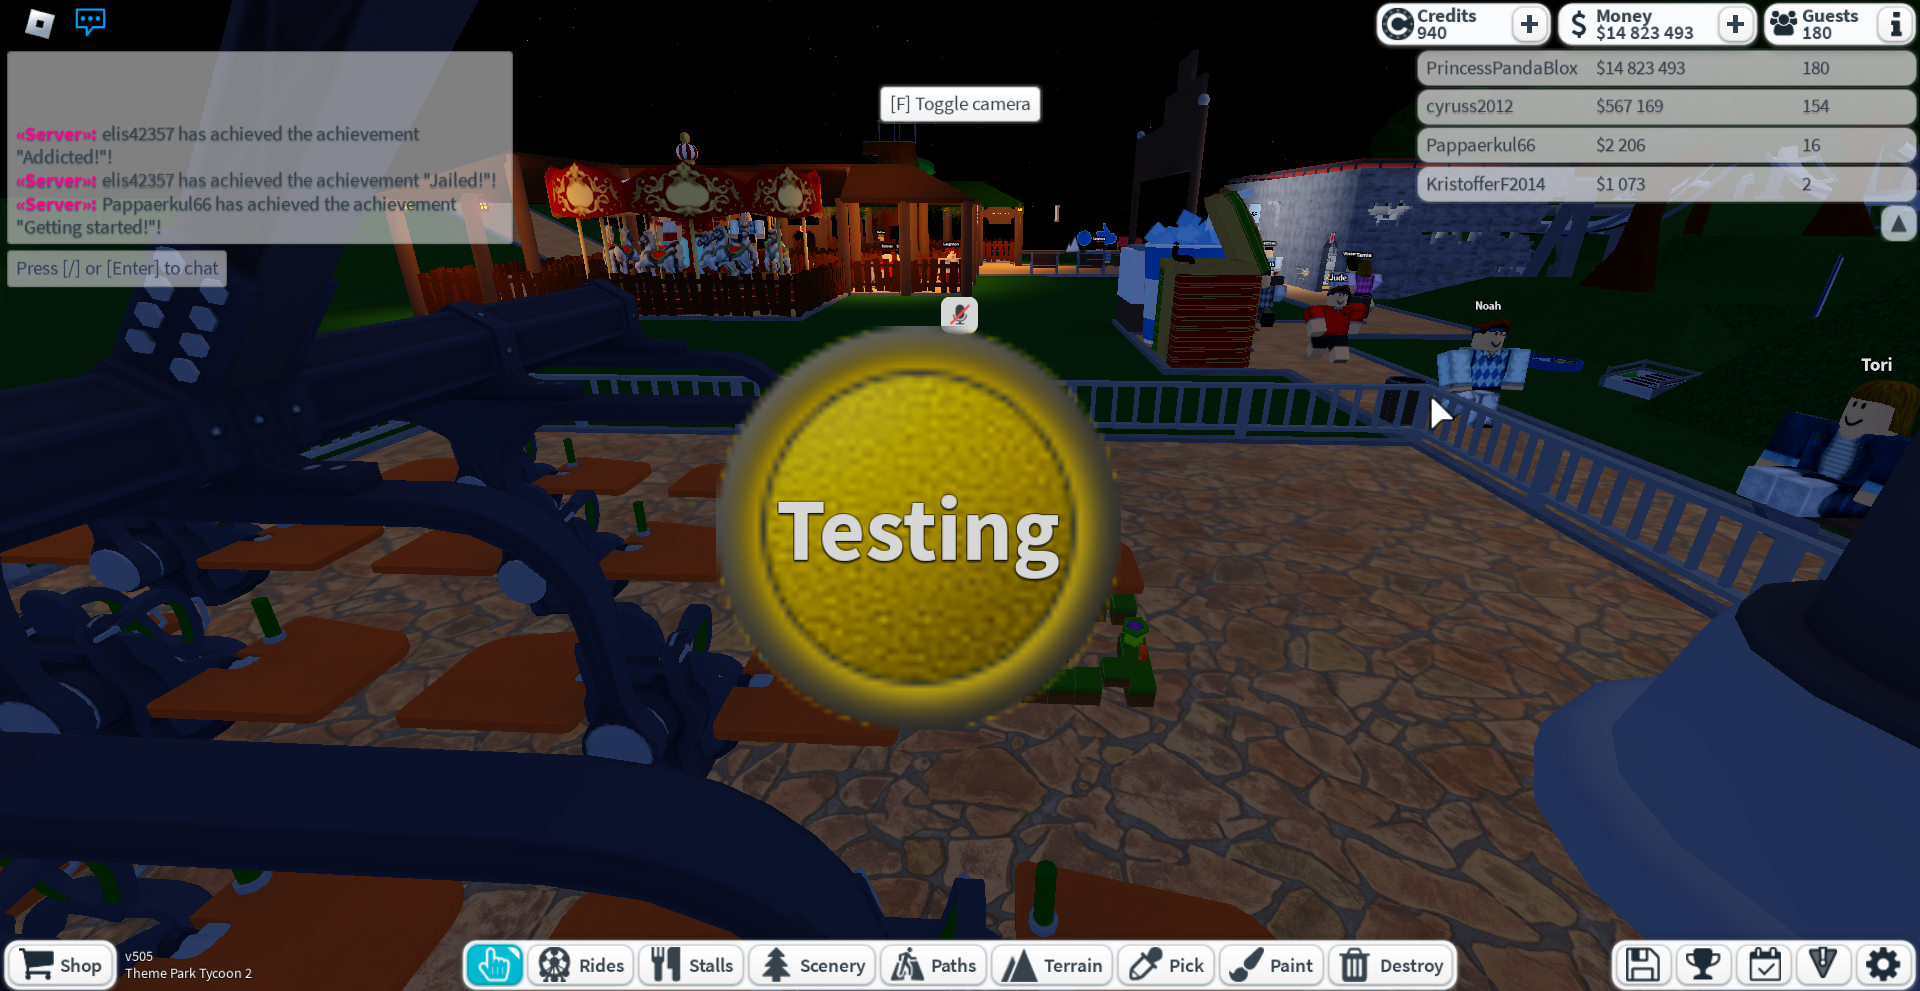 Credits
940
Money
$14 823 493
Guests
180
PrincessPandaBlox $14 823 493 180
cyruss2012 $567 169 154
Pappaerkul66 $2 206 16
KristofferF2014 $1 073 2
[F] Toggle camera
«Server»: elis42357 has achieved the achievement
"Addicted!"!
«Server»: elis42357 has achieved the achievement "Jailed!"!
«Server»: Pappaerkul66 has achieved the achievement
"Getting started!"!
Press [/] or [Enter] to chat
Jude
Noah
Tori
Testing
Shop
v505
Theme Park Tycoon 2
Rides
Stalls
Scenery
Paths
Terrain
Pick
Paint
Destroy